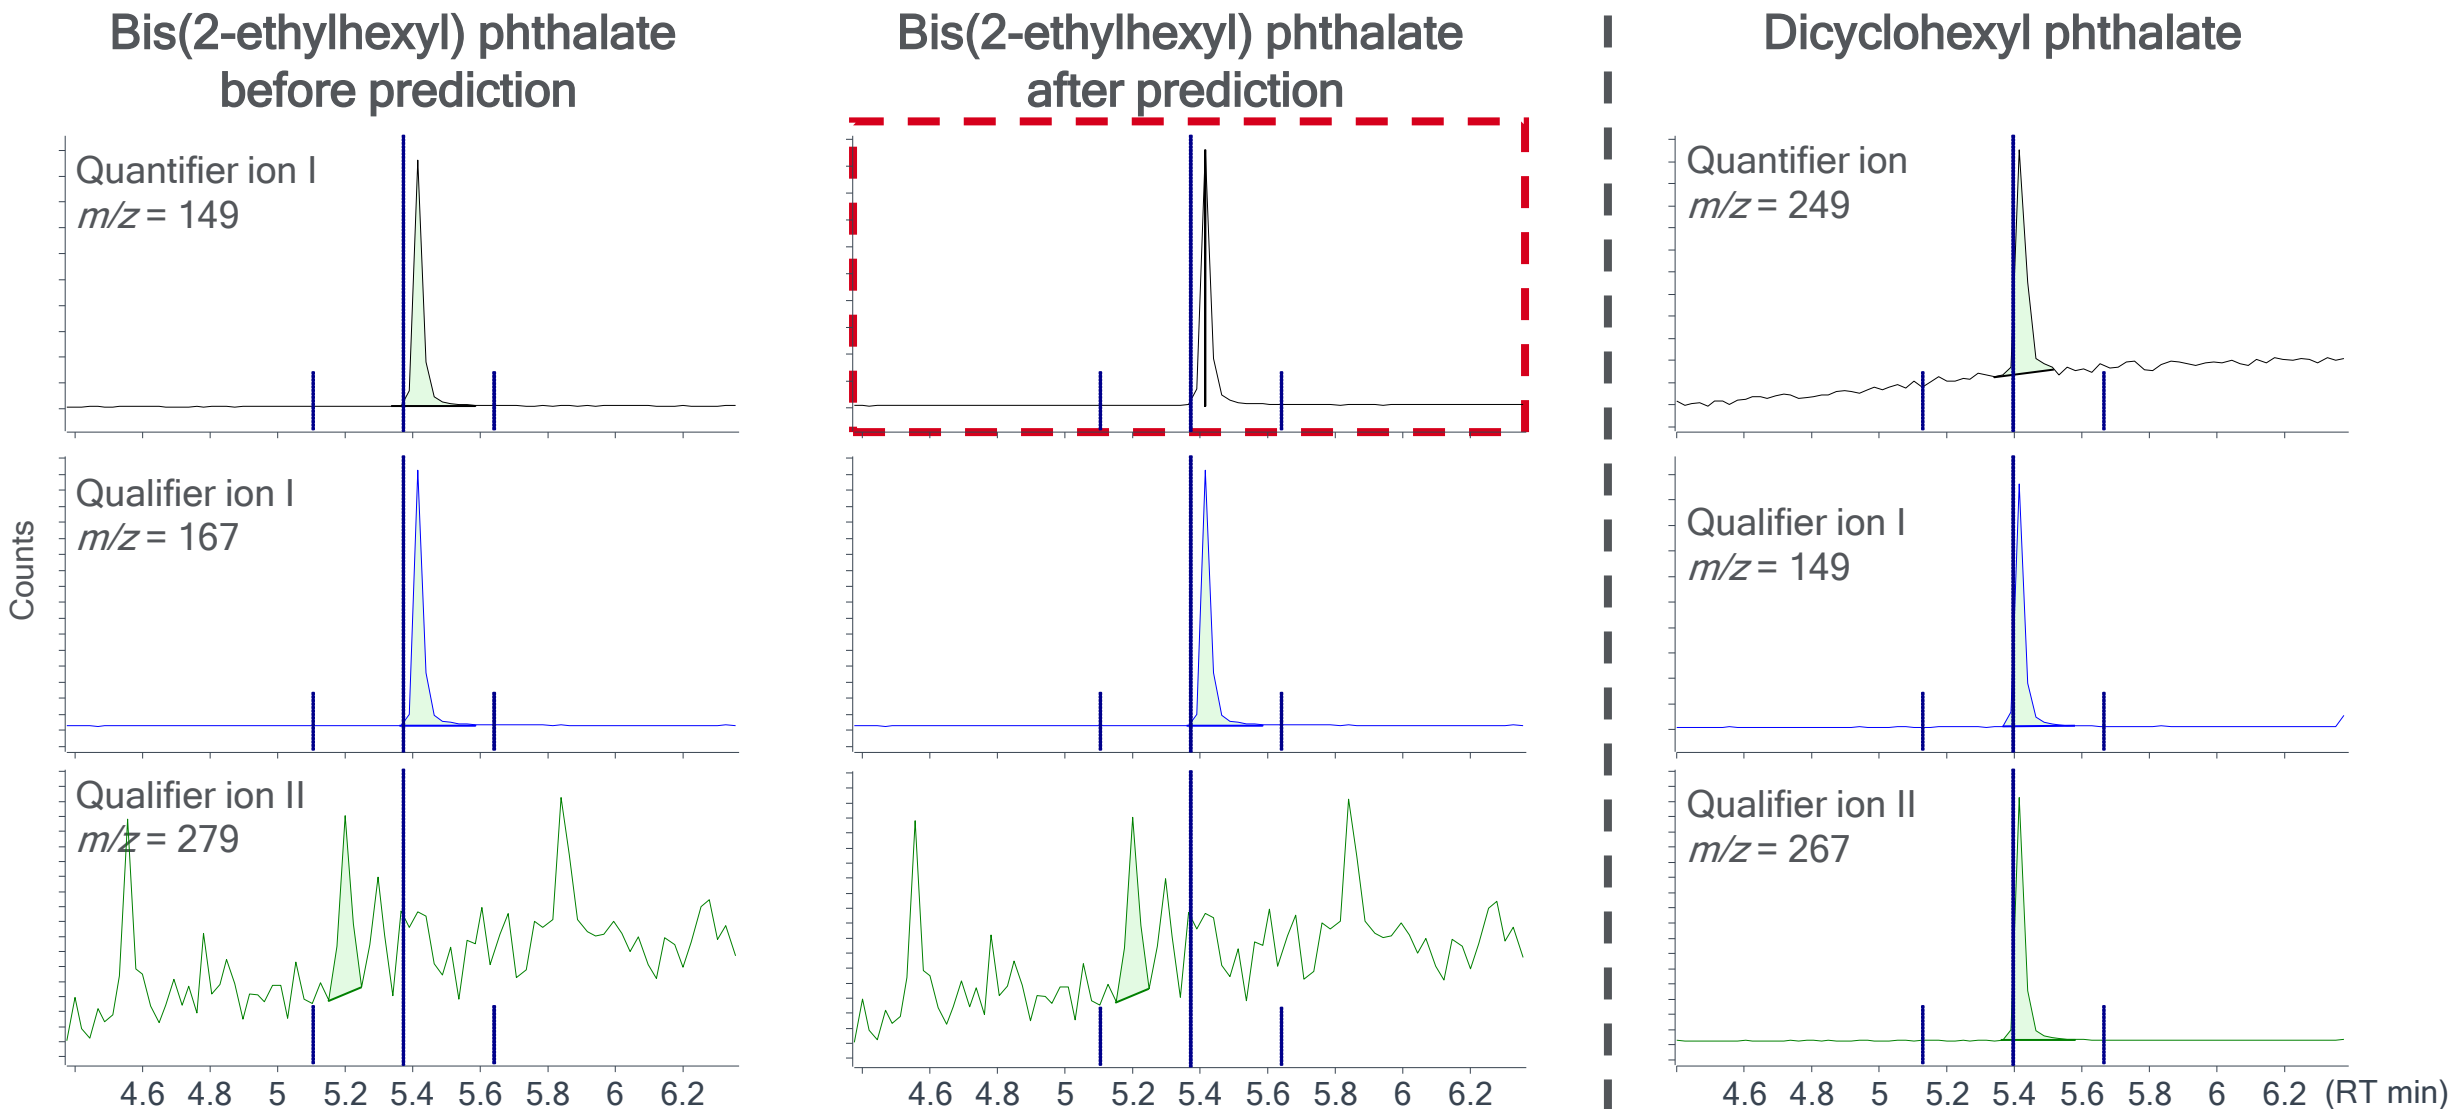 Bis(2-ethylhexyl) phthalate
before prediction
Bis(2-ethylhexyl) phthalate
after prediction
Dicyclohexyl phthalate
Quantifier ion I
m/z = 149
Quantifier ion
m/z = 249
Counts
Qualifier ion I
m/z = 167
Qualifier ion I
m/z = 149
Qualifier ion II
m/z = 279
Qualifier ion II
m/z = 267
4.6 4.8 5 5.2 5.4 5.6 5.8 6 6.2
4.6 4.8 5 5.2 5.4 5.6 5.8 6 6.2
4.6 4.8 5 5.2 5.4 5.6 5.8 6 6.2 (RT min)